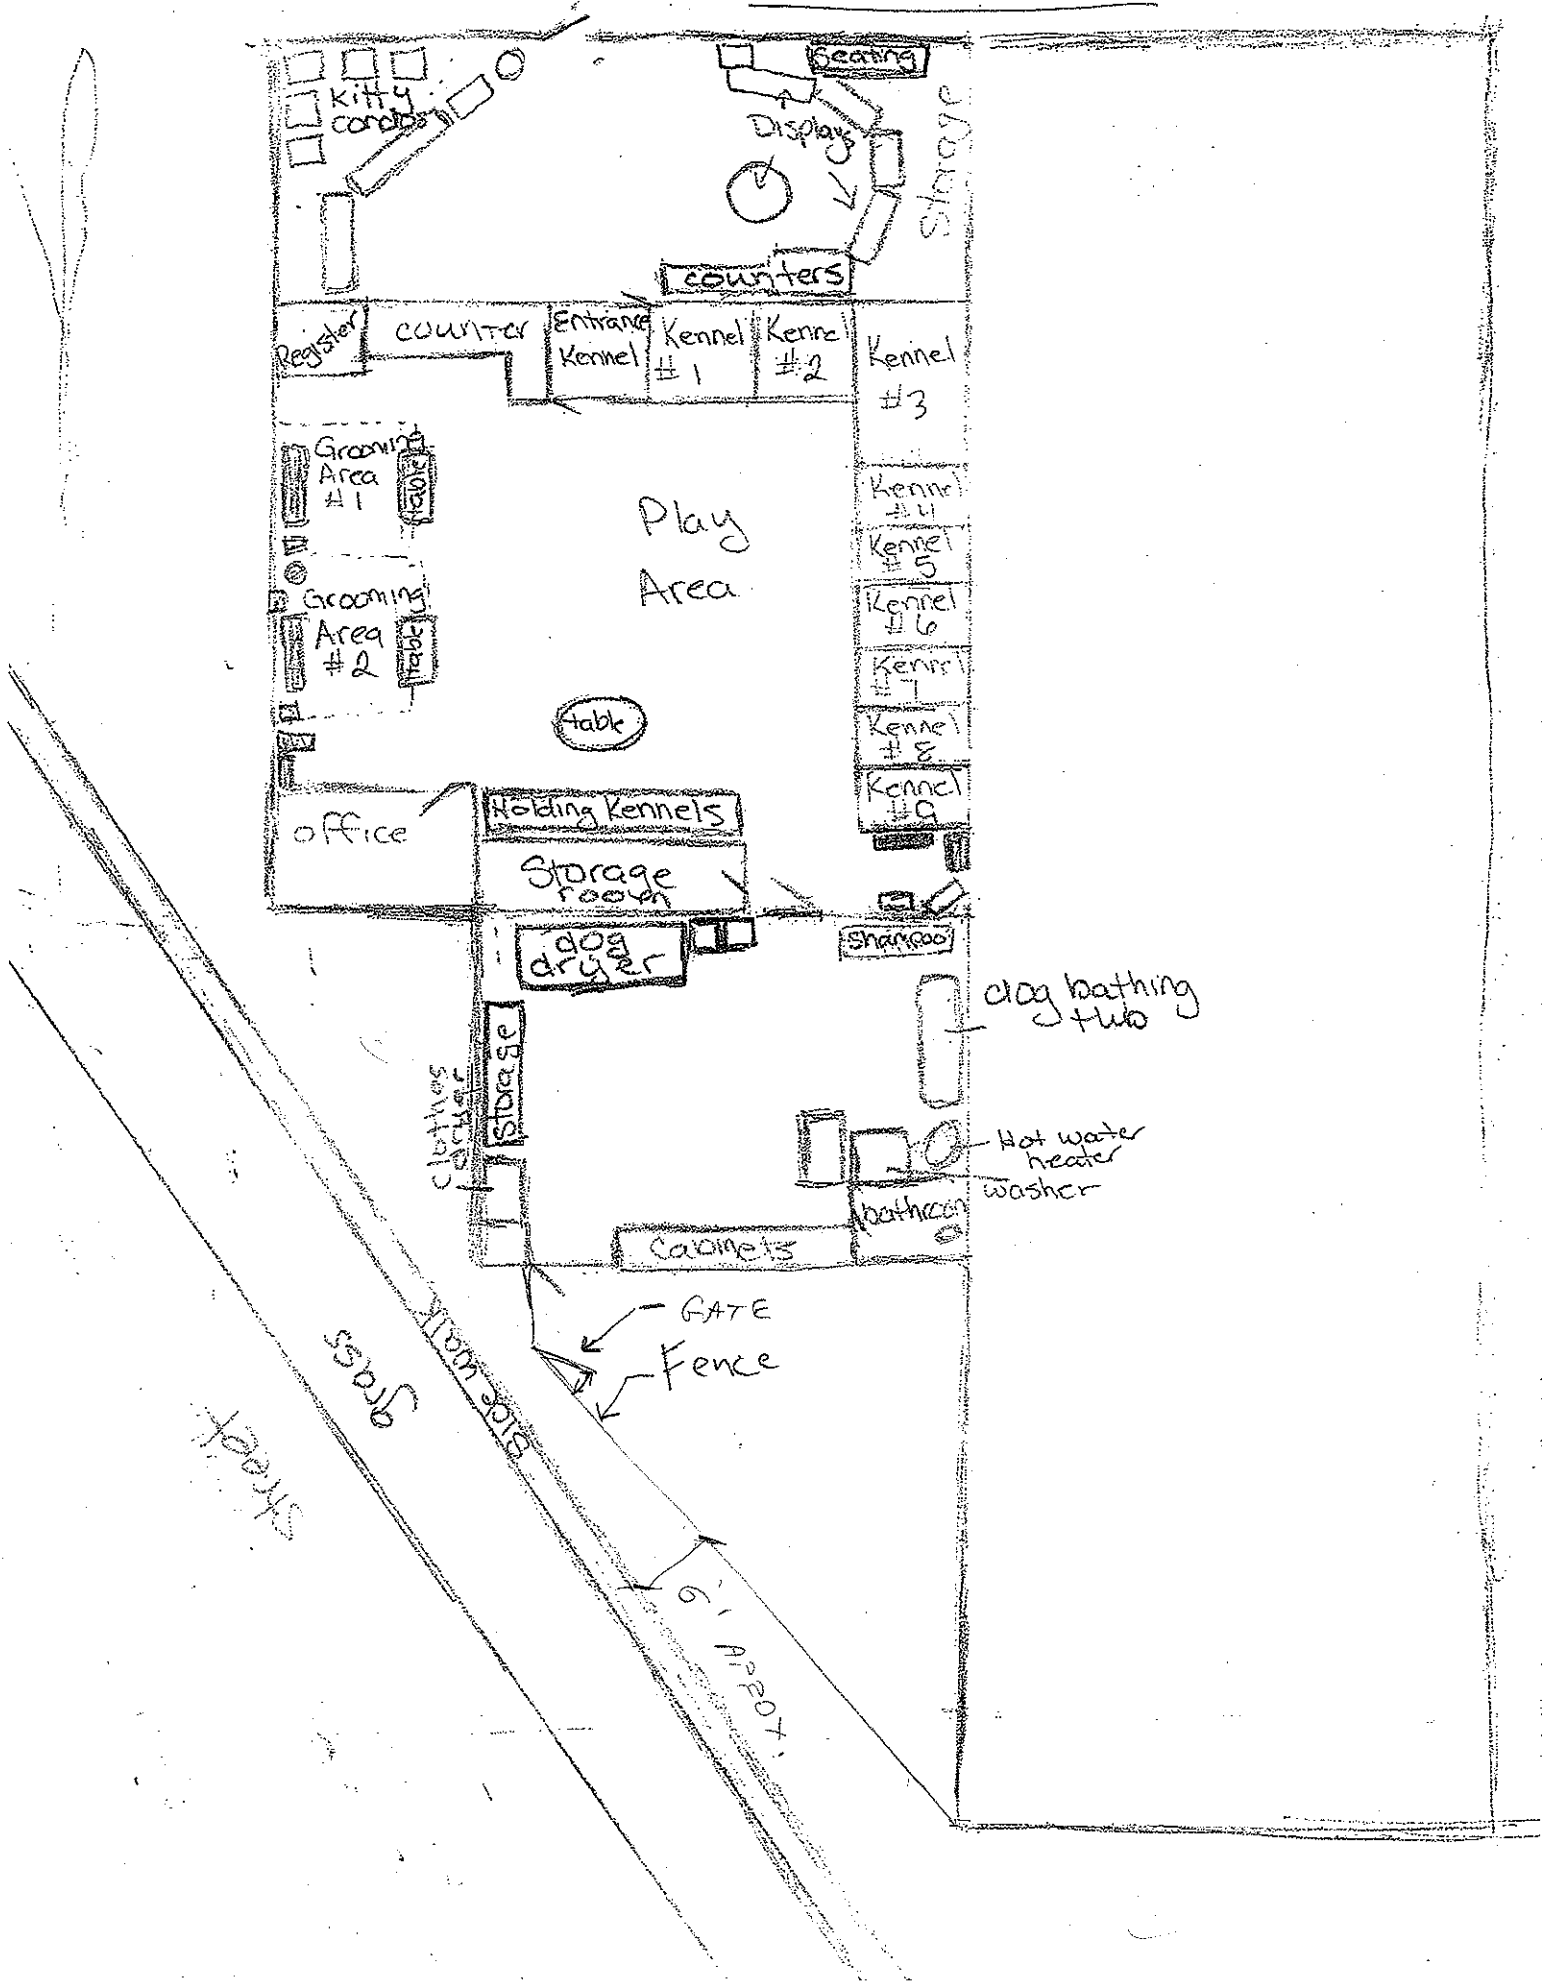 Seating
Kitty
condos
Displays
Storage
counters
Register
counter
Entrance
Kennel
Kennel
#1
Kennel
#2
Kennel
#3
Grooming
Area
#1
table
Kennel
#4
Kennel
#5
Play
Area
Grooming
Area
#2
table
Kennel
#6
Kennel
#7
table
Kennel
#8
Kennel
#9
office
Holding Kennels
Storage
room
dog
dryer
shampoo
dog bathing
tub
Storage
clothes
dryer
Hot water
heater
washer
bathroom
Cabinets
GATE
Fence
Sidewalk
grass
Street
6' APPOX.